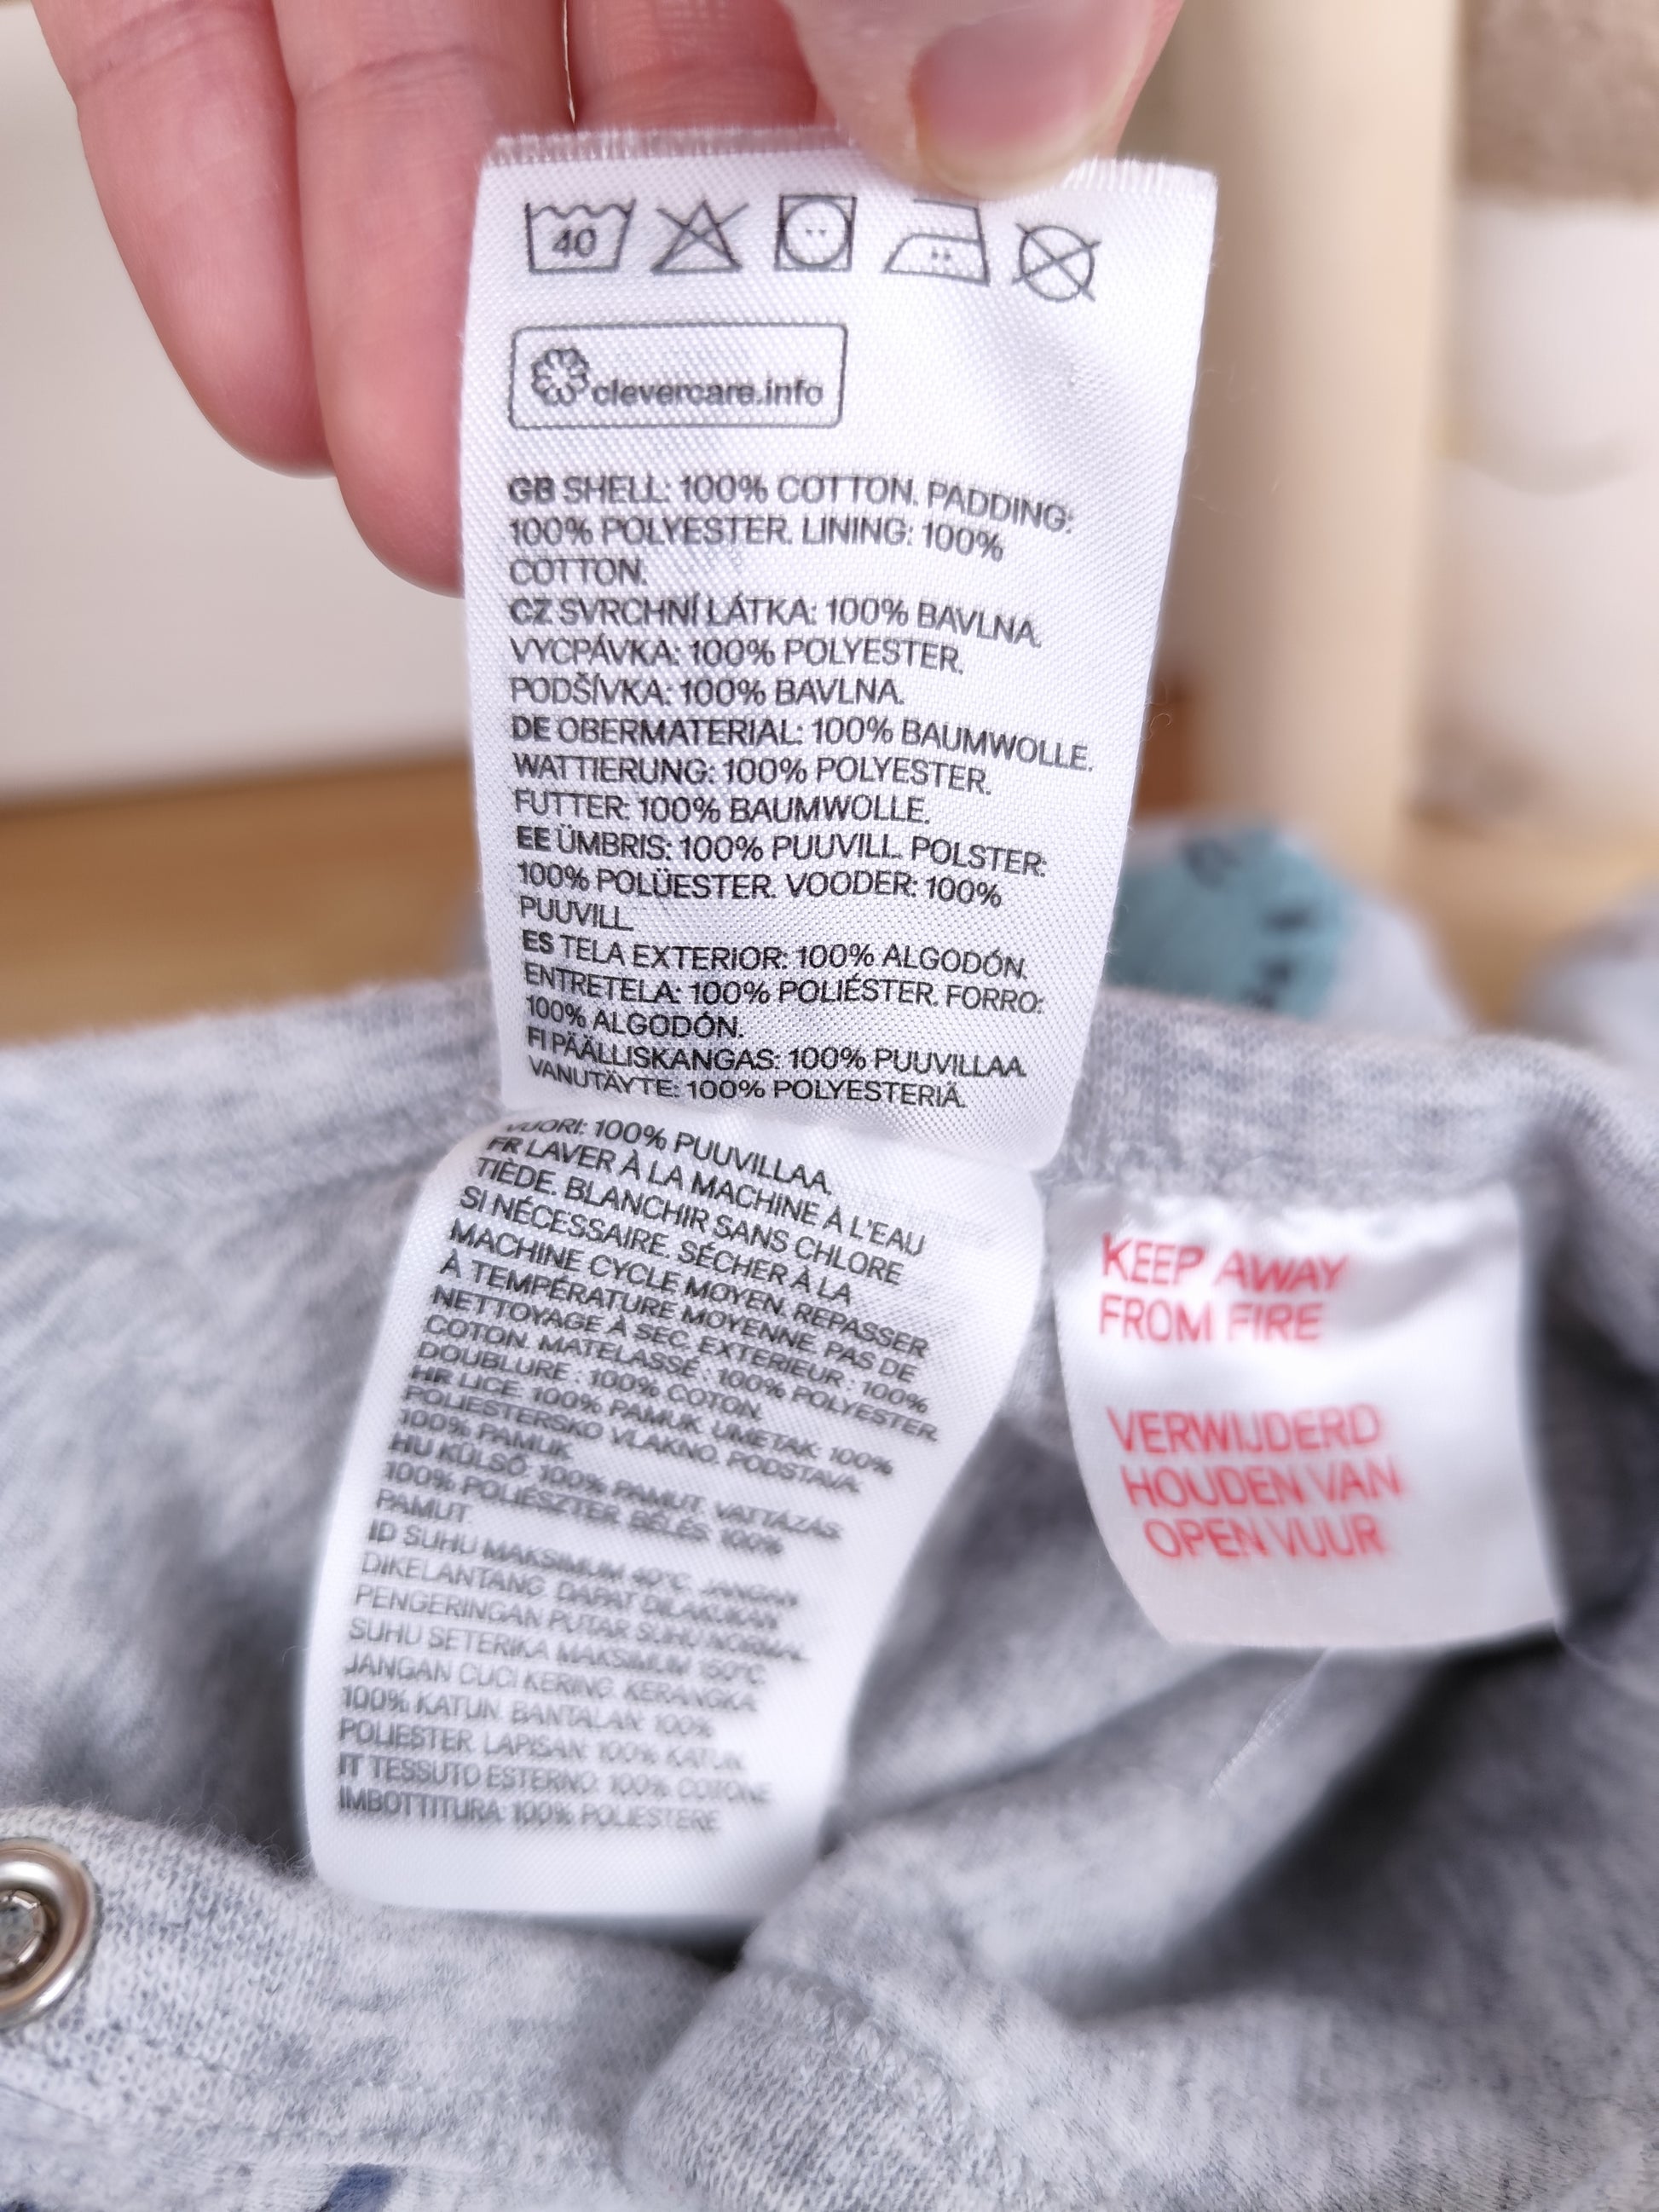 40
clevercare.info
GB SHELL: 100% COTTON. PADDING:
100% POLYESTER. LINING: 100%
COTTON.
CZ SVRCHNÍ LÁTKA: 100% BAVLNA.
VYCPÁVKA: 100% POLYESTER.
PODŠÍVKA: 100% BAVLNA.
DE OBERMATERIAL: 100% BAUMWOLLE.
WATTIERUNG: 100% POLYESTER.
FUTTER: 100% BAUMWOLLE.
EE ÜMBRIS: 100% PUUVILL. POLSTER:
100% POLÜESTER. VOODER: 100%
PUUVILL.
ES TELA EXTERIOR: 100% ALGODÓN.
ENTRETELA: 100% POLIÉSTER. FORRO:
100% ALGODÓN.
FI PÄÄLLISKANGAS: 100% PUUVILLAA.
VANUTÄYTE: 100% POLYESTERIÄ.
VUORI: 100% PUUVILLAA.
FR LAVER À LA MACHINE À L'EAU
TIÈDE. BLANCHIR SANS CHLORE
SI NÉCESSAIRE. SÉCHER À LA
MACHINE CYCLE MOYEN. REPASSER
À TEMPÉRATURE MOYENNE. PAS DE
NETTOYAGE À SEC. EXTERIEUR: 100%
COTON. MATELASSÉ : 100% POLYESTER.
DOUBLURE : 100% COTON.
HR LICE: 100% PAMUK. UMETAK: 100%
POLIESTERSKO VLAKNO. PODSTAVA:
100% PAMUK.
HU KÜLSŐ: 100% PAMUT. VATTÁZÁS:
100% POLIÉSZTER. BÉLÉS: 100%
PAMUT.
ID SUHU MAKSIMUM 40°C. JANGAN
DIKELANTANG. DAPAT DILAKUKAN
PENGERINGAN PUTAR SUHU NORMAL.
SUHU SETERIKA MAKSIMUM 150°C.
JANGAN CUCI KERING. KERANGKA:
100% KATUN. BANTALAN: 100%
POLIESTER. LAPISAN: 100% KATUN.
IT TESSUTO ESTERNO: 100% COTONE.
IMBOTTITURA: 100% POLIESTERE.
KEEP AWAY
FROM FIRE
VERWIJDERD
HOUDEN VAN
OPEN VUUR